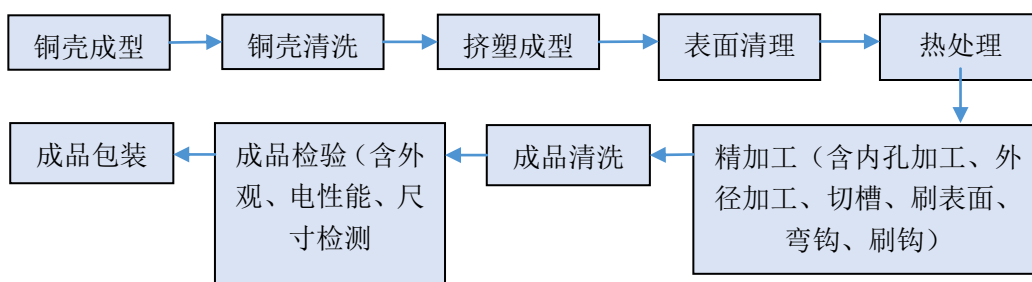 铜壳成型
铜壳清洗
挤塑成型
表面清理
热处理
精加工（含内孔加工、外
径加工、切槽、刷表面、
弯钩、刷钩）
成品清洗
成品检验（含外
观、电性能、尺
寸检测
成品包装